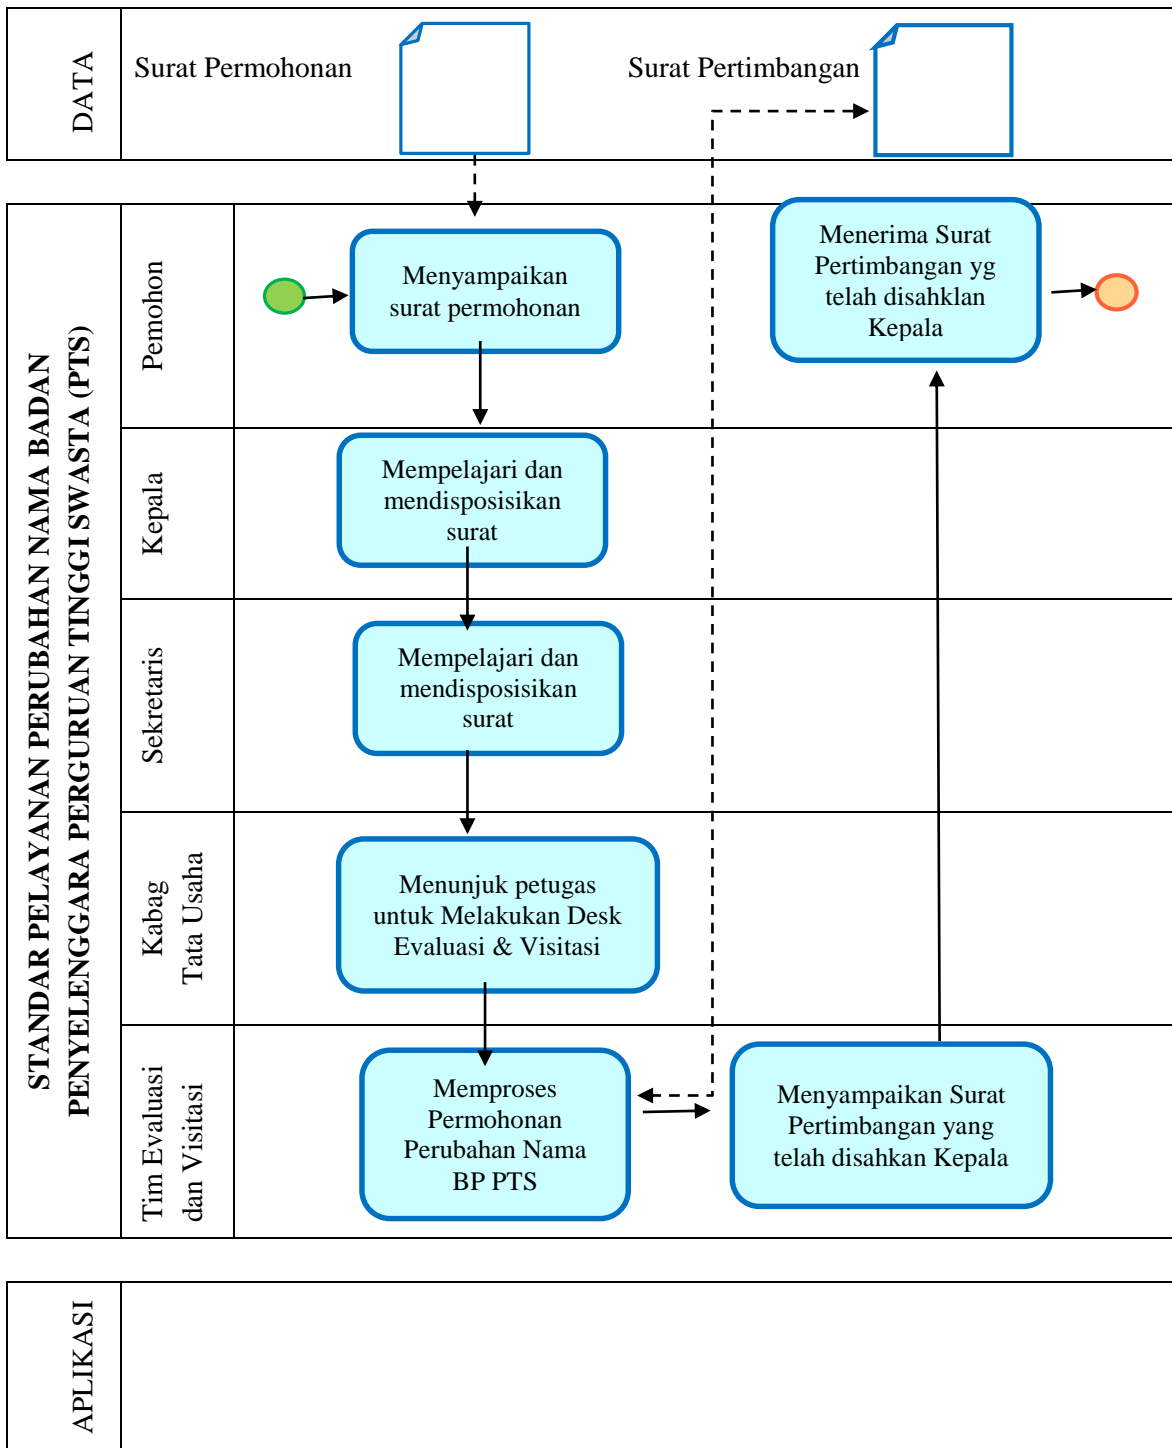 DATA
Surat Permohonan
Surat Pertimbangan
STANDAR PELAYANAN PERUBAHAN NAMA BADAN
PENYELENGGARA PERGURUAN TINGGI SWASTA (PTS)
Pemohon
Menyampaikan
surat permohonan
Menerima Surat
Pertimbangan yg
telah disahklan
Kepala
Kepala
Mempelajari dan
mendisposisikan
surat
Sekretaris
Mempelajari dan
mendisposisikan
surat
Kabag
Tata Usaha
Menunjuk petugas
untuk Melakukan Desk
Evaluasi & Visitasi
Tim Evaluasi
dan Visitasi
Memproses
Permohonan
Perubahan Nama
BP PTS
Menyampaikan Surat
Pertimbangan yang
telah disahkan Kepala
APLIKASI